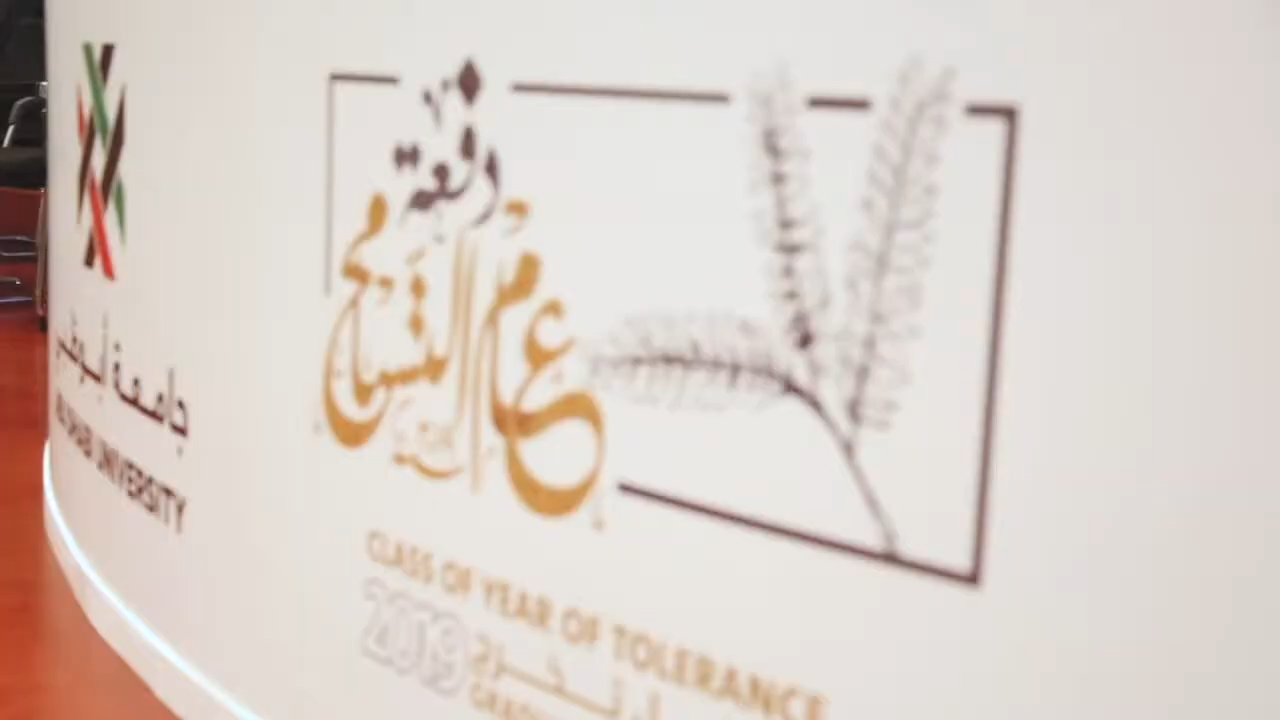 جامعة أبوظبي
ABU DHABI UNIVERSITY
دفعة
عام التسامح
CLASS OF YEAR OF TOLERANCE
2019